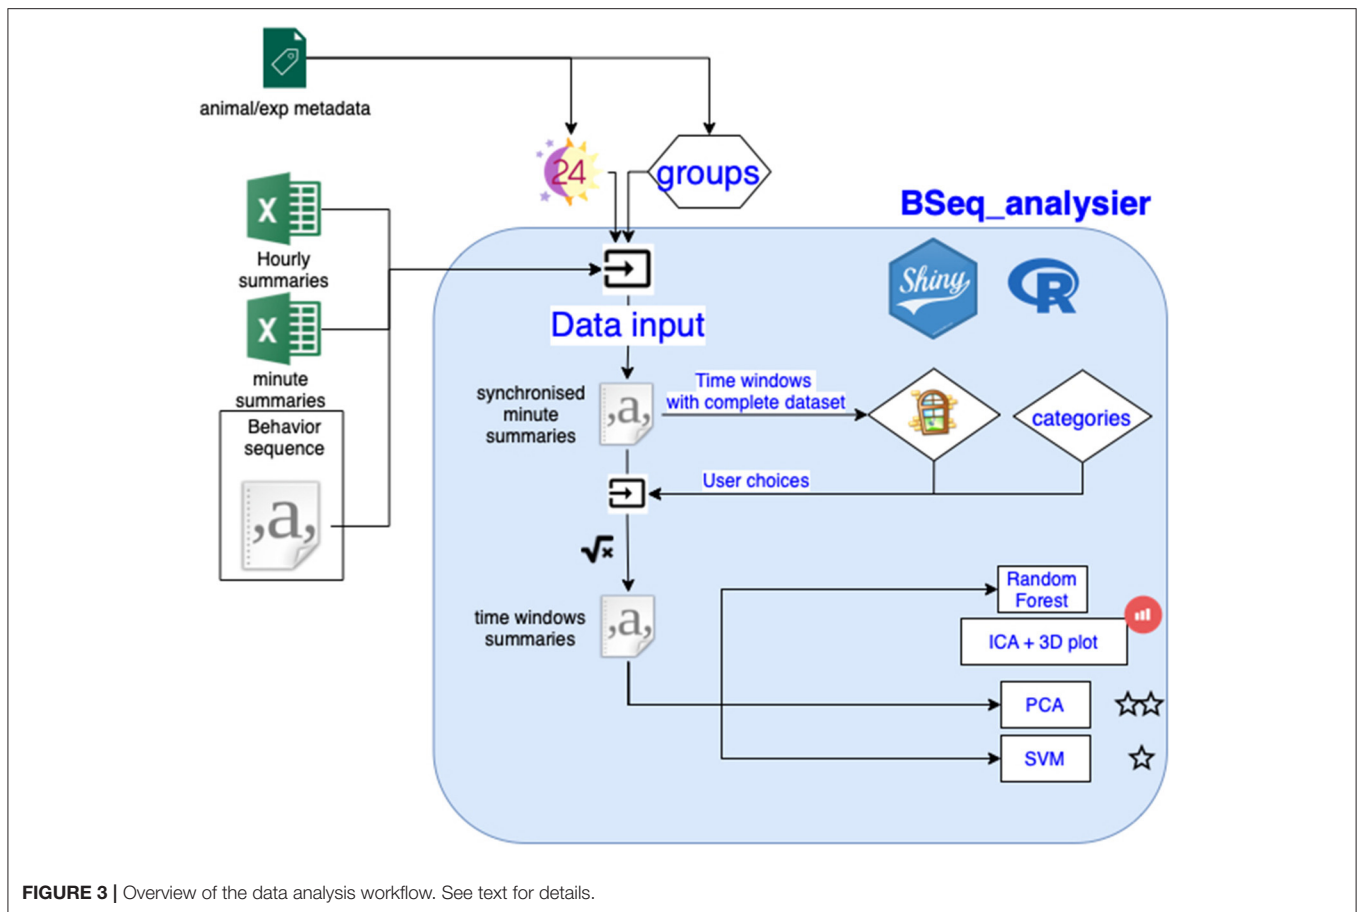 animal/exp metadata
24
groups
BSeq_analysier
X
Hourly
summaries
Shiny
R
Data input
X
minute
summaries
synchronised
minute
summaries
,a,
Time windows
with complete dataset
categories
Behavior
sequence
,a,
User choices
√x
time windows
summaries
,a,
Random
Forest
ICA + 3D plot
PCA
SVM
FIGURE 3 | Overview of the data analysis workflow. See text for details.